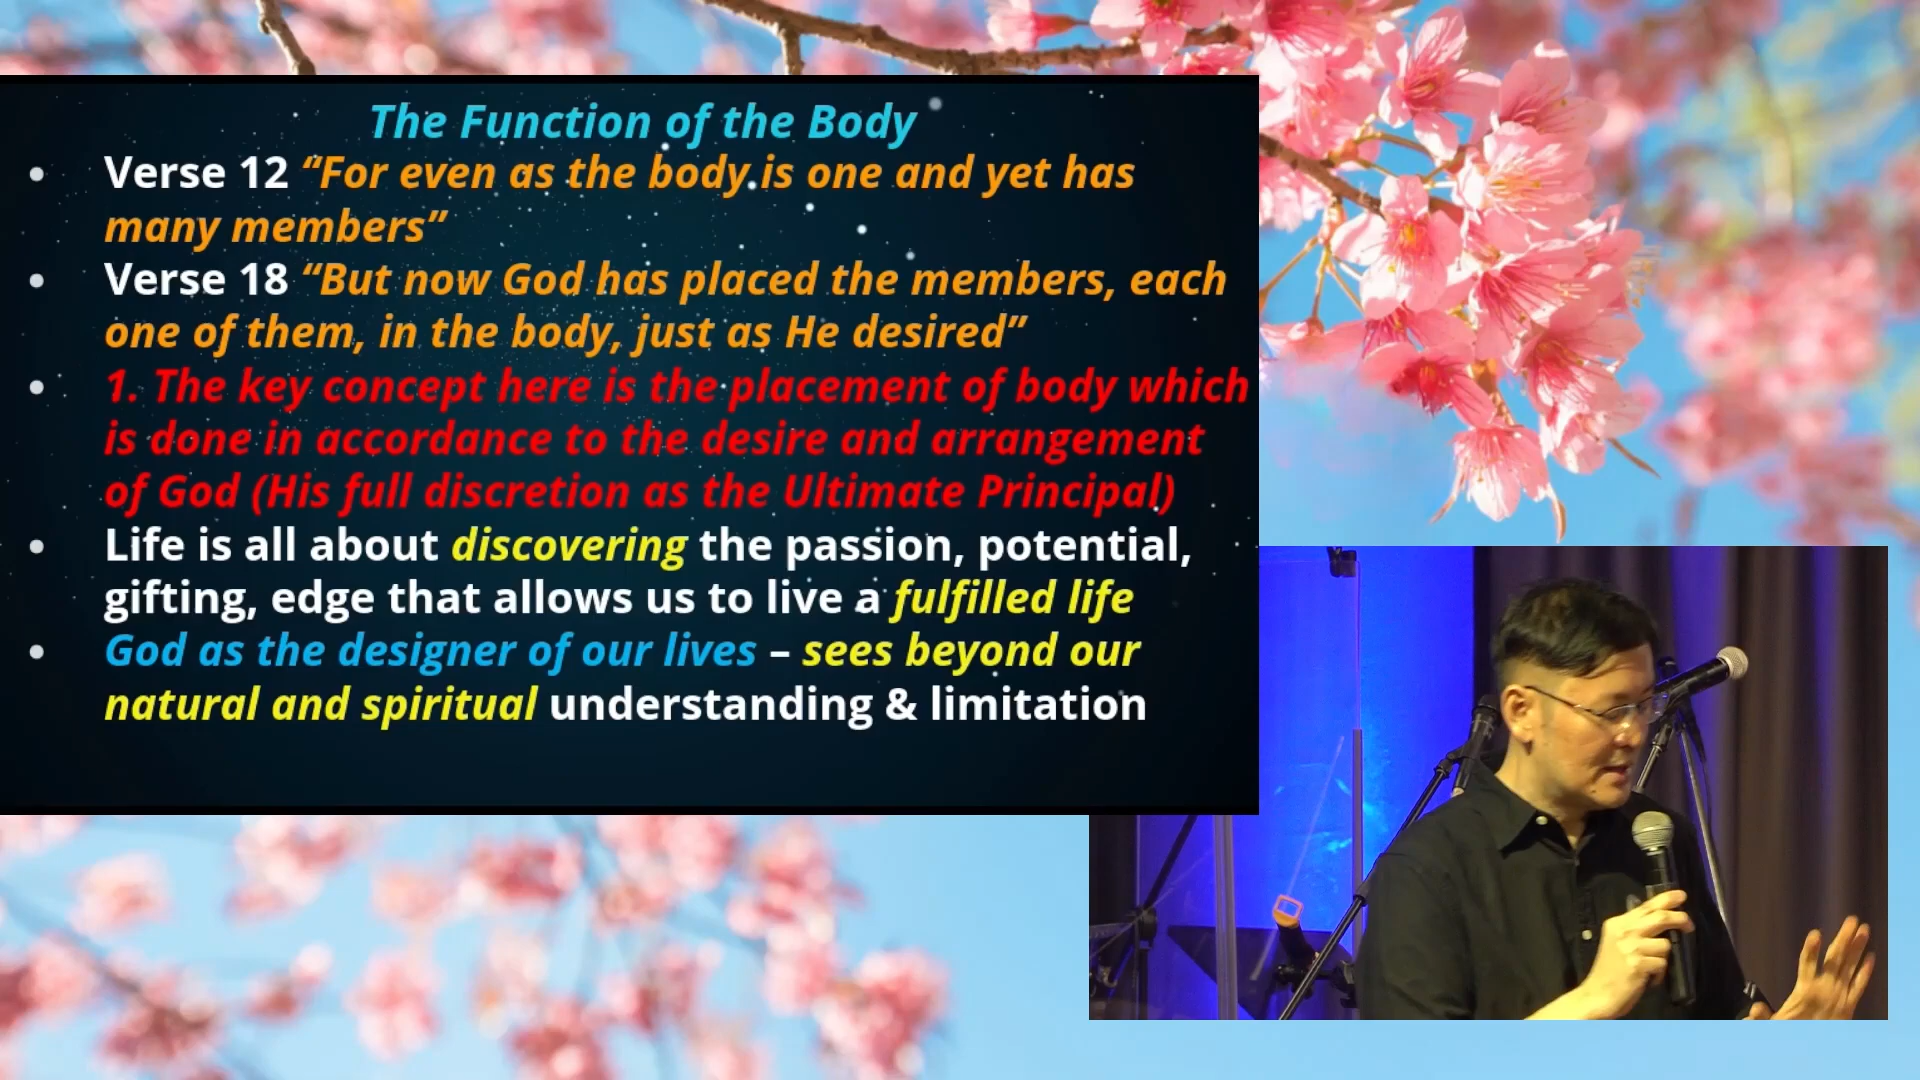 The Function of the Body
• Verse 12 “For even as the body is one and yet has
many members”
• Verse 18 “But now God has placed the members, each
one of them, in the body, just as He desired”
• 1. The key concept here is the placement of body which
is done in accordance to the desire and arrangement
of God (His full discretion as the Ultimate Principal)
• Life is all about discovering the passion, potential,
gifting, edge that allows us to live a fulfilled life
• God as the designer of our lives – sees beyond our
natural and spiritual understanding & limitation